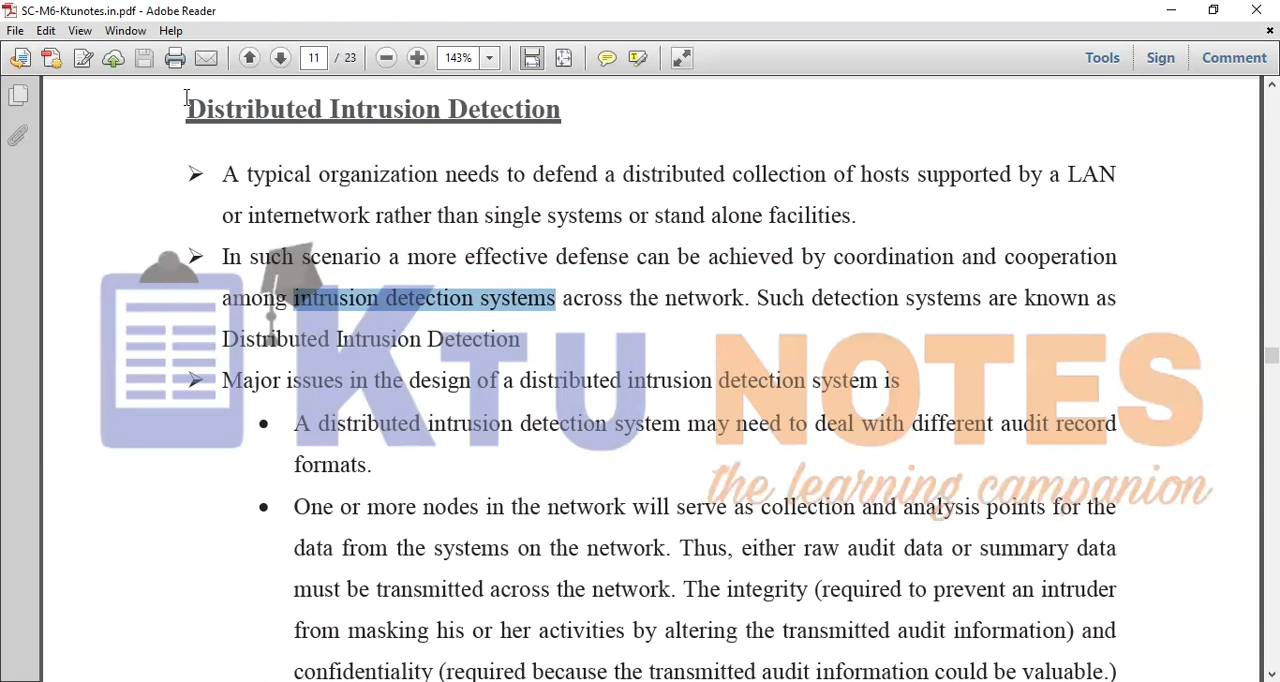 SC-M6-Ktunotes.in.pdf - Adobe Reader
File Edit View Window Help
11 / 23 143% Tools Sign Comment
Distributed Intrusion Detection
➢ A typical organization needs to defend a distributed collection of hosts supported by a LAN
or internetwork rather than single systems or stand alone facilities.
➢ In such scenario a more effective defense can be achieved by coordination and cooperation
among intrusion detection systems across the network. Such detection systems are known as
Distributed Intrusion Detection
➢ Major issues in the design of a distributed intrusion detection system is
• A distributed intrusion detection system may need to deal with different audit record
formats.
• One or more nodes in the network will serve as collection and analysis points for the
data from the systems on the network. Thus, either raw audit data or summary data
must be transmitted across the network. The integrity (required to prevent an intruder
from masking his or her activities by altering the transmitted audit information) and
confidentiality (required because the transmitted audit information could be valuable.)
KTU NOTES
the learning companion